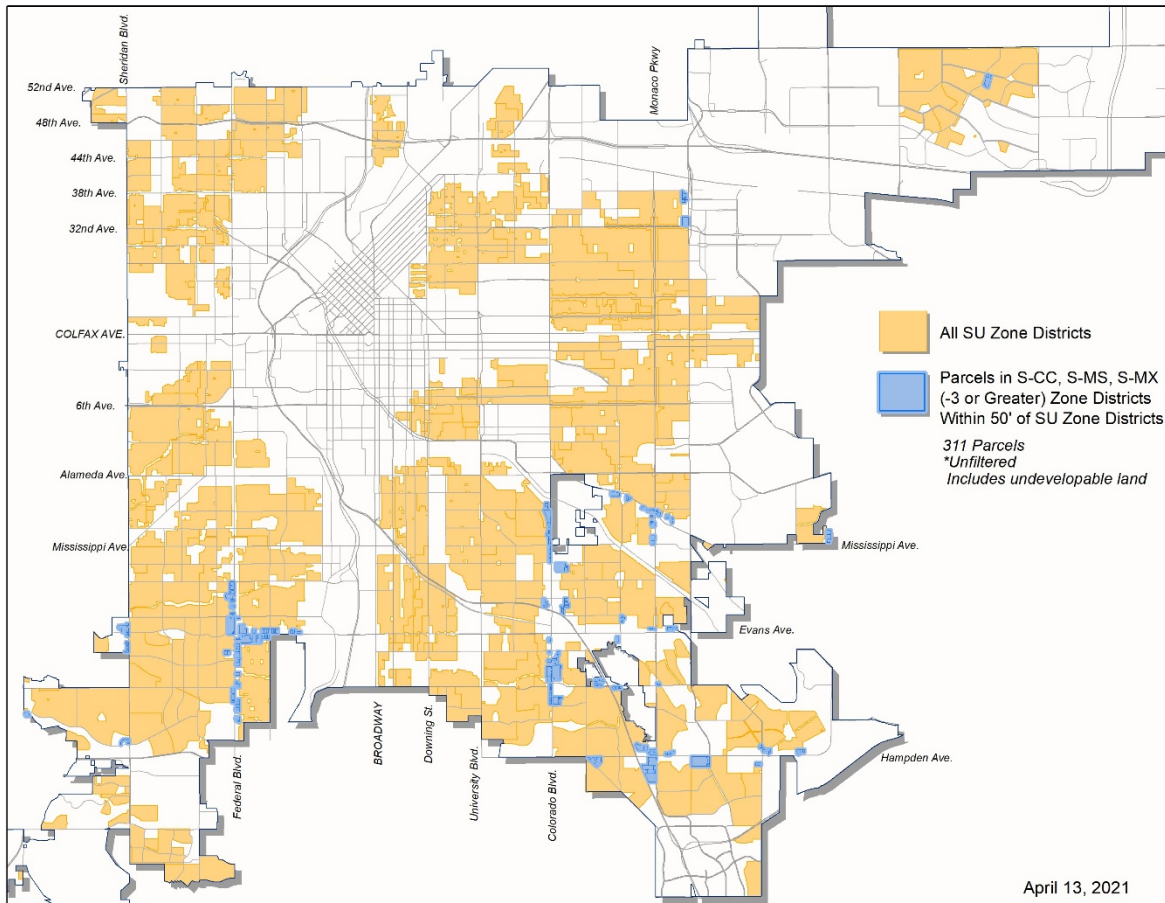 Sheridan Blvd.
Monaco Pkwy
52nd Ave.
48th Ave.
44th Ave.
38th Ave.
32nd Ave.
COLFAX AVE.
6th Ave.
Alameda Ave.
Mississippi Ave.
All SU Zone Districts
Parcels in S-CC, S-MS, S-MX
(-3 or Greater) Zone Districts
Within 50' of SU Zone Districts
311 Parcels
*Unfiltered
Includes undevelopable land
Mississippi Ave.
Evans Ave.
Hampden Ave.
Federal Blvd.
BROADWAY
Downing St.
University Blvd.
Colorado Blvd.
April 13, 2021